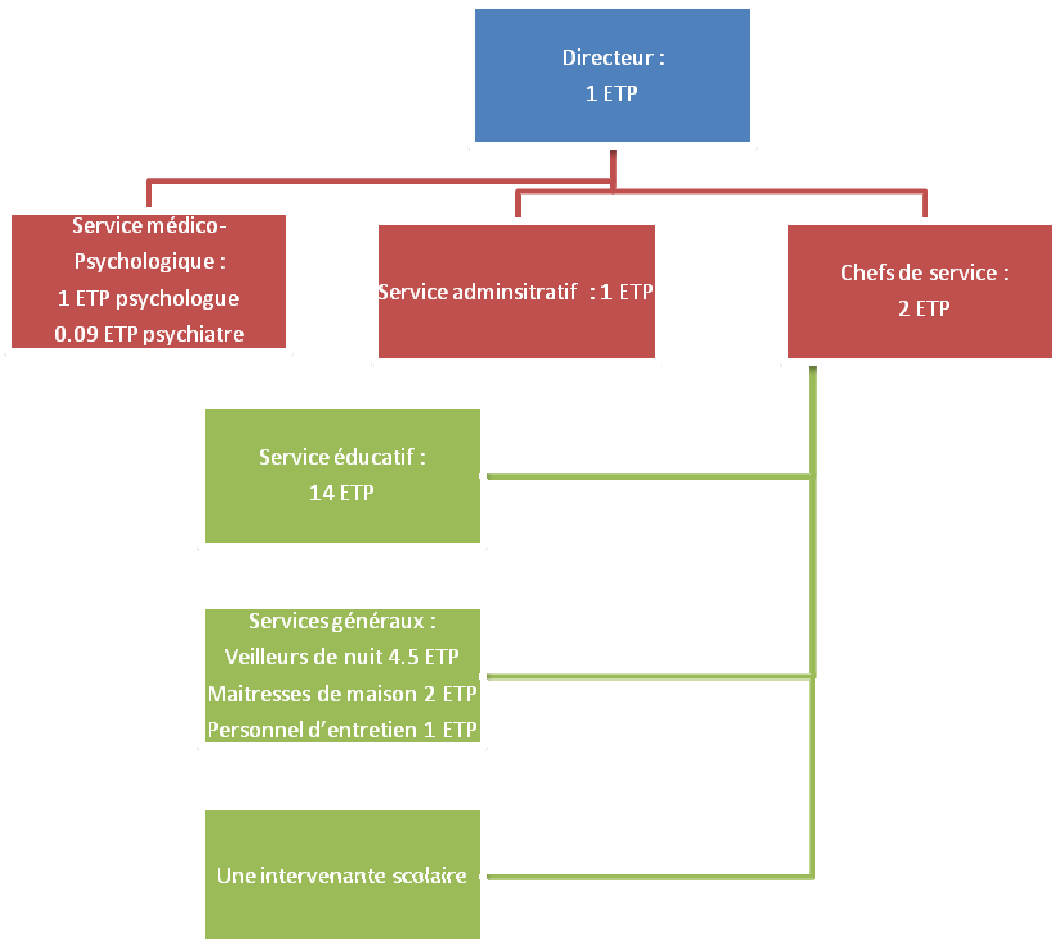 Directeur :
1 ETP
Service médico-
Psychologique :
1 ETP psychologue
0.09 ETP psychiatre
Service adminsitratif : 1 ETP
Chefs de service :
2 ETP
Service éducatif :
14 ETP
Services généraux :
Veilleurs de nuit 4.5 ETP
Maitresses de maison 2 ETP
Personnel d’entretien 1 ETP
Une intervenante scolaire